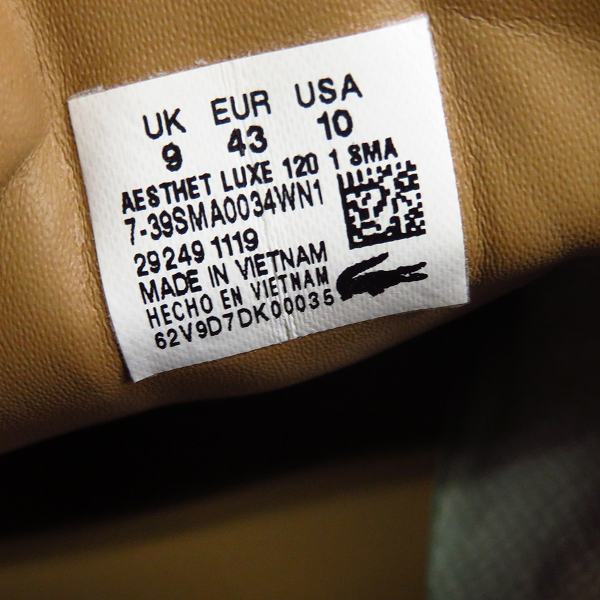 UK EUR USA
9 43 10
AESTHET LUXE 120 1 SMA
7-39SMA0034WN1
29249 1119
MADE IN VIETNAM
HECHO EN VIETNAM
62V9D7DK00035